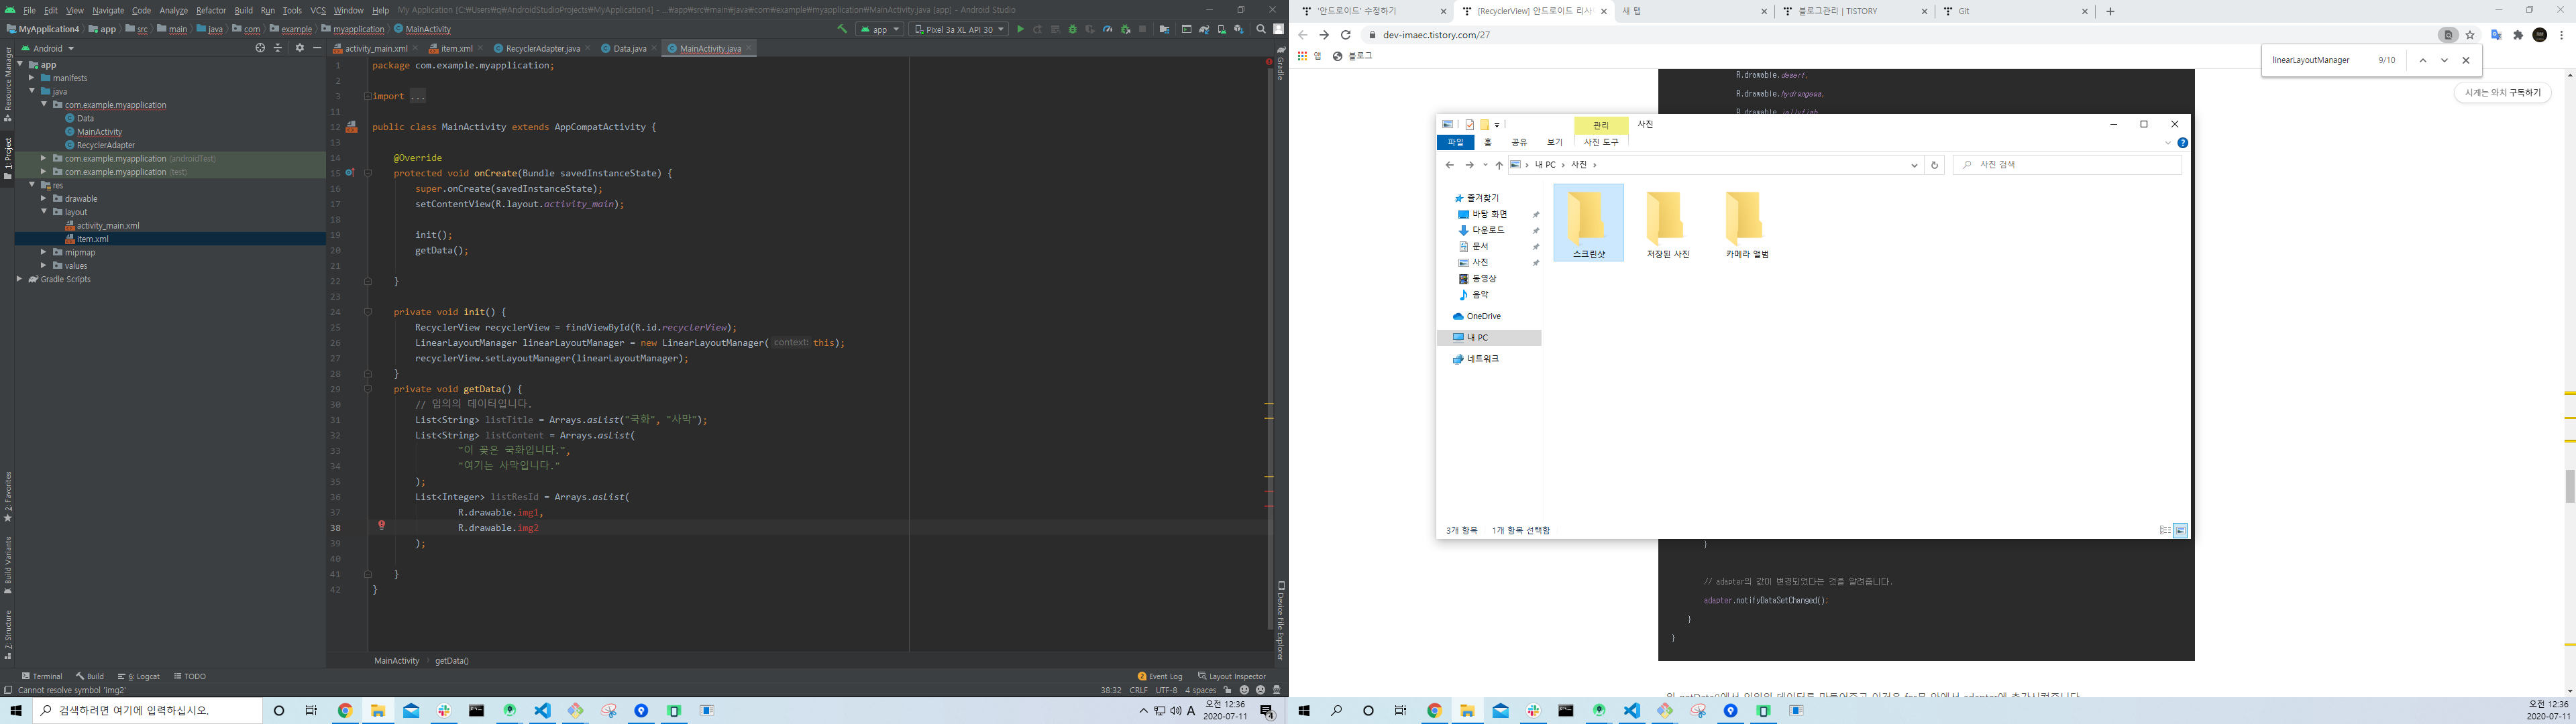 File Edit View Navigate Code Analyze Refactor Build Run Tools VCS Window Help My Application [C:₩Users₩q₩AndroidStudioProjects₩MyApplication4] - ...₩app₩src₩main₩java₩com₩example₩myapplication₩MainActivity.java [app] - Android Studio
MyApplication4 app src main java com example myapplication MainActivity
app Pixel 3a XL API 30
Android
activity_main.xml item.xml RecyclerAdapter.java Data.java MainActivity.java
Resource Manager
1: Project
2: Favorites
Build Variants
7: Structure
app
manifests
java
com.example.myapplication
Data
MainActivity
RecyclerAdapter
com.example.myapplication (androidTest)
com.example.myapplication (test)
res
drawable
layout
activity_main.xml
item.xml
mipmap
values
Gradle Scripts
1 package com.example.myapplication;
2
3 import ...
11
12 public class MainActivity extends AppCompatActivity {
13
14 @Override
15 protected void onCreate(Bundle savedInstanceState) {
16 super.onCreate(savedInstanceState);
17 setContentView(R.layout.activity_main);
18
19 init();
20 getData();
21
22 }
23
24 private void init() {
25 RecyclerView recyclerView = findViewById(R.id.recyclerView);
26 LinearLayoutManager linearLayoutManager = new LinearLayoutManager( context: this);
27 recyclerView.setLayoutManager(linearLayoutManager);
28 }
29 private void getData() {
30 // 임의의 데이터입니다.
31 List<String> listTitle = Arrays.asList("국화", "사막");
32 List<String> listContent = Arrays.asList(
33 "이 꽃은 국화입니다.",
34 "여기는 사막입니다."
35 );
36 List<Integer> listResId = Arrays.asList(
37 R.drawable.img1,
38 R.drawable.img2
39 );
40
41 }
42 }
Gradle
Device File Explorer
MainActivity getData()
Terminal Build 6: Logcat TODO
2 Event Log Layout Inspector
Cannot resolve symbol 'img2'
38:32 CRLF UTF-8 4 spaces
검색하려면 여기에 입력하십시오.
A 오전 12:36
2020-07-11
4
'안드로이드' 수정하기 [RecyclerView] 안드로이드 리사 새 탭 블로그관리 | TISTORY Git
dev-imaec.tistory.com/27
앱 블로그
linearLayoutManager 9/10
시계는 와치 구독하기
R.drawable.desert,
R.drawable.hydrangeas,
R.drawable.jellyfish,
관리 사진
파일 홈 공유 보기 사진 도구
내 PC 사진
사진 검색
즐겨찾기
바탕 화면
다운로드
문서
사진
동영상
음악
OneDrive
내 PC
네트워크
스크린샷 저장된 사진 카메라 앨범
3개 항목 1개 항목 선택함
}
// adapter의 값이 변경되었다는 것을 알려줍니다.
adapter.notifyDataSetChanged();
}
}
위 getData()에서 임의의 데이터를 만들어주고 이것을 for문 안에서 adapter에 추가시켜줍니다.
오전 12:36
2020-07-11